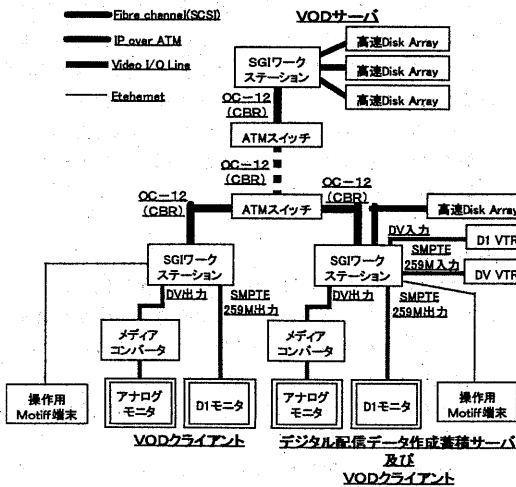 Fibre channel(SCSI)
IP over ATM
Video I/O Line
Etehernet
VODサーバ
SGIワーク
ステーション
高速Disk Array
高速Disk Array
高速Disk Array
OC-12
(CBR)
ATMスイッチ
OC-12
(CBR)
OC-12
(CBR)
ATMスイッチ
OC-12
(CBR)
高速Disk Array
DV入力
D1 VTR
SMPTE
259M入力
DV VTR
SGIワーク
ステーション
SGIワーク
ステーション
DV出力
SMPTE
259M出力
DV出力
SMPTE
259M出力
メディア
コンバータ
メディア
コンバータ
操作用
Motiff端末
アナログ
モニタ
D1モニタ
アナログ
モニタ
D1モニタ
操作用
Motiff端末
VODクライアント
デジタル配信データ作成蓄積サーバ
及び
VODクライアント